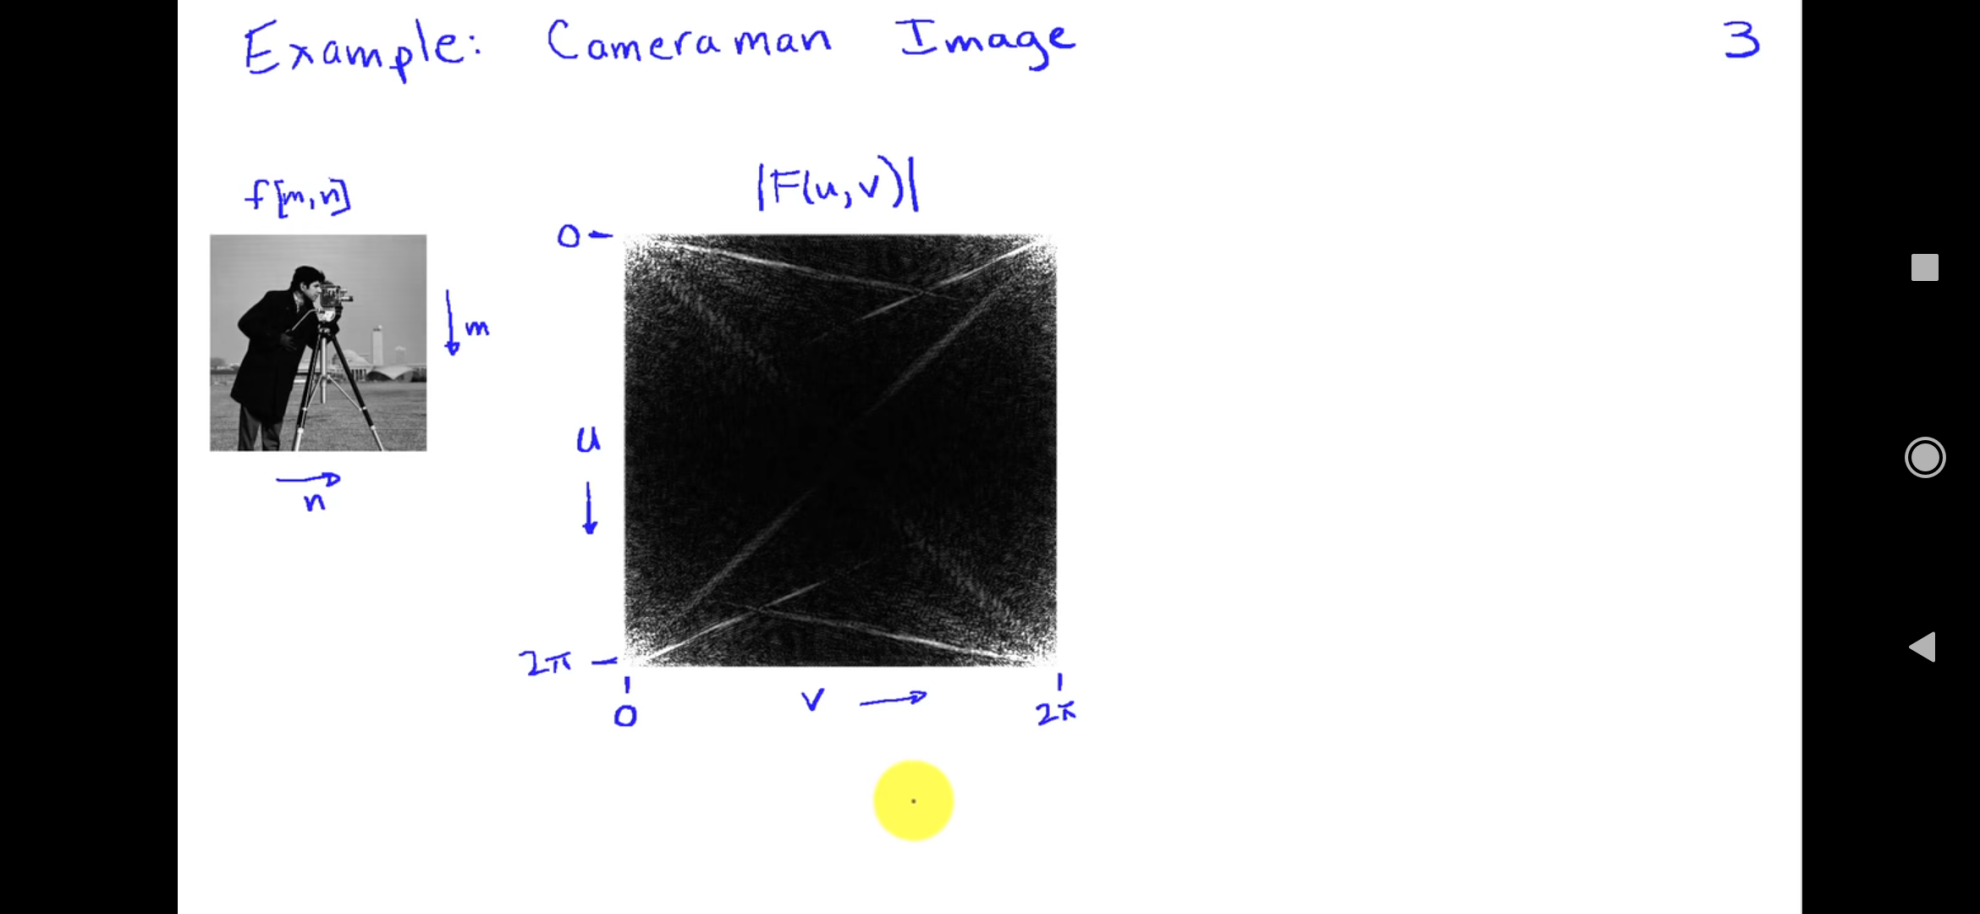 Example: Cameraman Image 3
f[m,n] |F(u,v)|
0
m
u
n
2π
0 v 2π